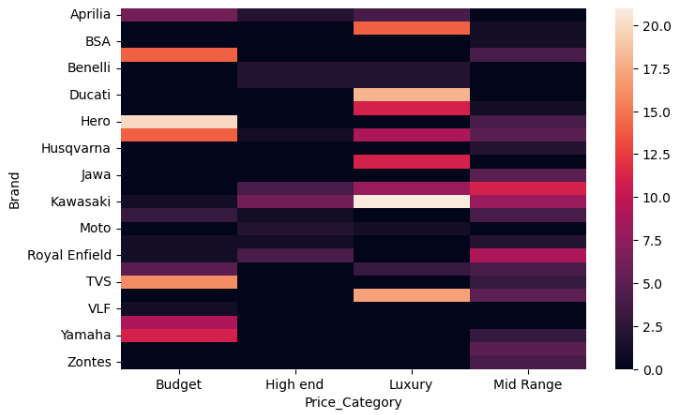 Aprilia
BSA
Benelli
Ducati
Hero
Husqvarna
Jawa
Kawasaki
Moto
Royal Enfield
TVS
VLF
Yamaha
Zontes
Brand
Budget High end Luxury Mid Range
Price_Category
20.0
17.5
15.0
12.5
10.0
7.5
5.0
2.5
0.0